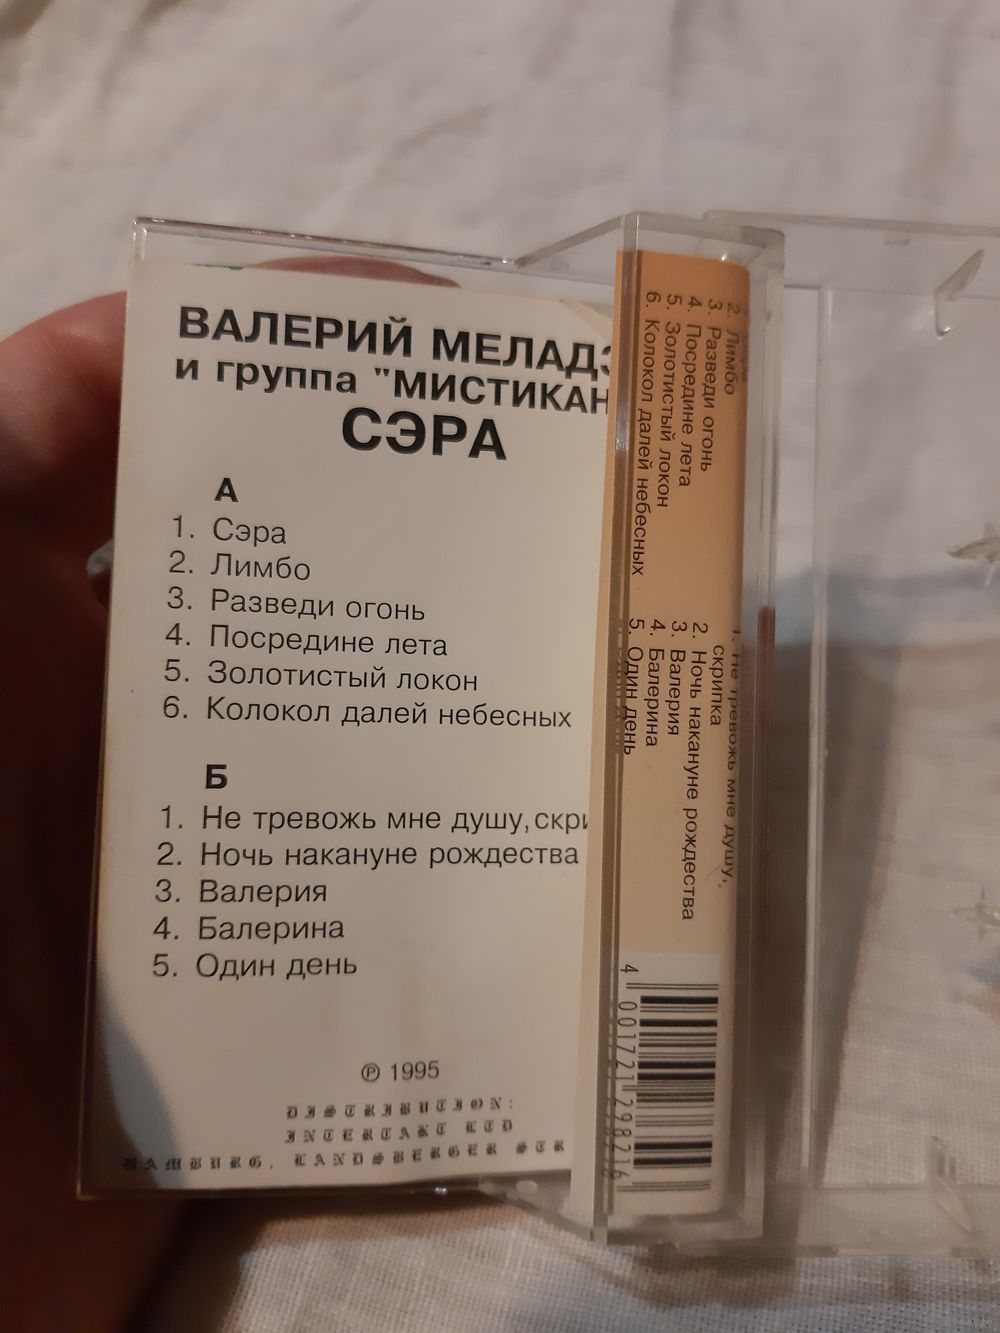 ВАЛЕРИЙ МЕЛАДЗ
и группа "МИСТИКАН
СЭРА
А
1. Сэра
2. Лимбо
3. Разведи огонь
4. Посредине лета
5. Золотистый локон
6. Колокол далей небесных
Б
1. Не тревожь мне душу, скри
2. Ночь накануне рождества
3. Валерия
4. Балерина
5. Один день
℗ 1995
DISTRIBUTION:
INTERTAKT LTD
HAMBURG, LANDSBERGER STR
2. Лимбо
3. Разведи огонь
4. Посредине лета
5. Золотистый локон
6. Колокол далей небесных
1. Не тревожь мне душу,
скрипка
2. Ночь накануне рождества
3. Валерия
4. Балерина
5. Один день
4 001721 298216